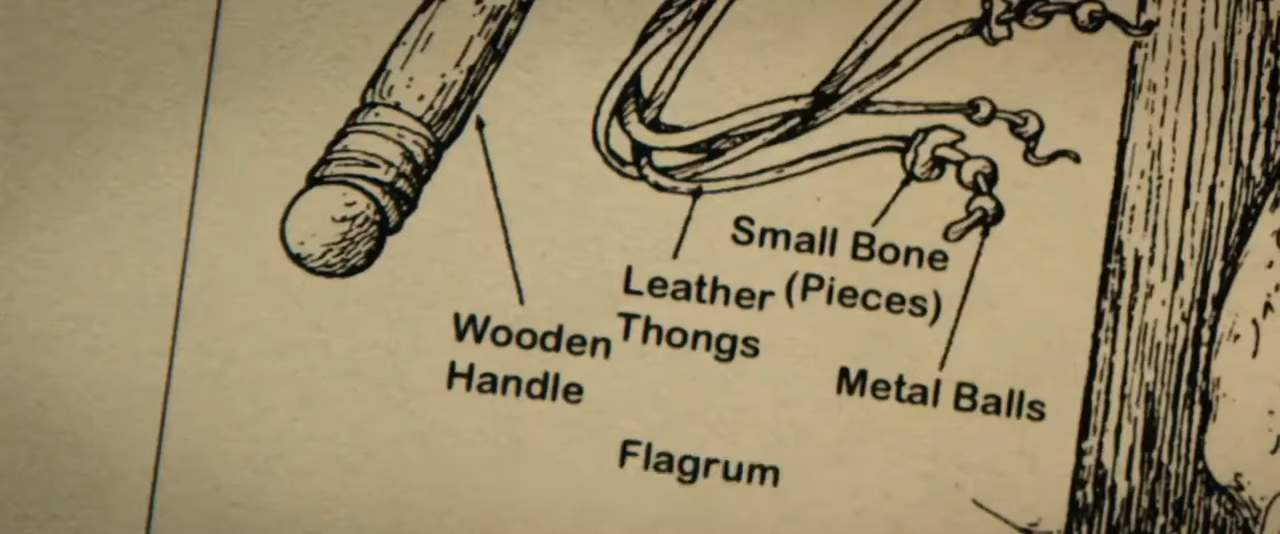 Small Bone
(Pieces)
Leather
Thongs
Wooden
Handle
Metal Balls
Flagrum